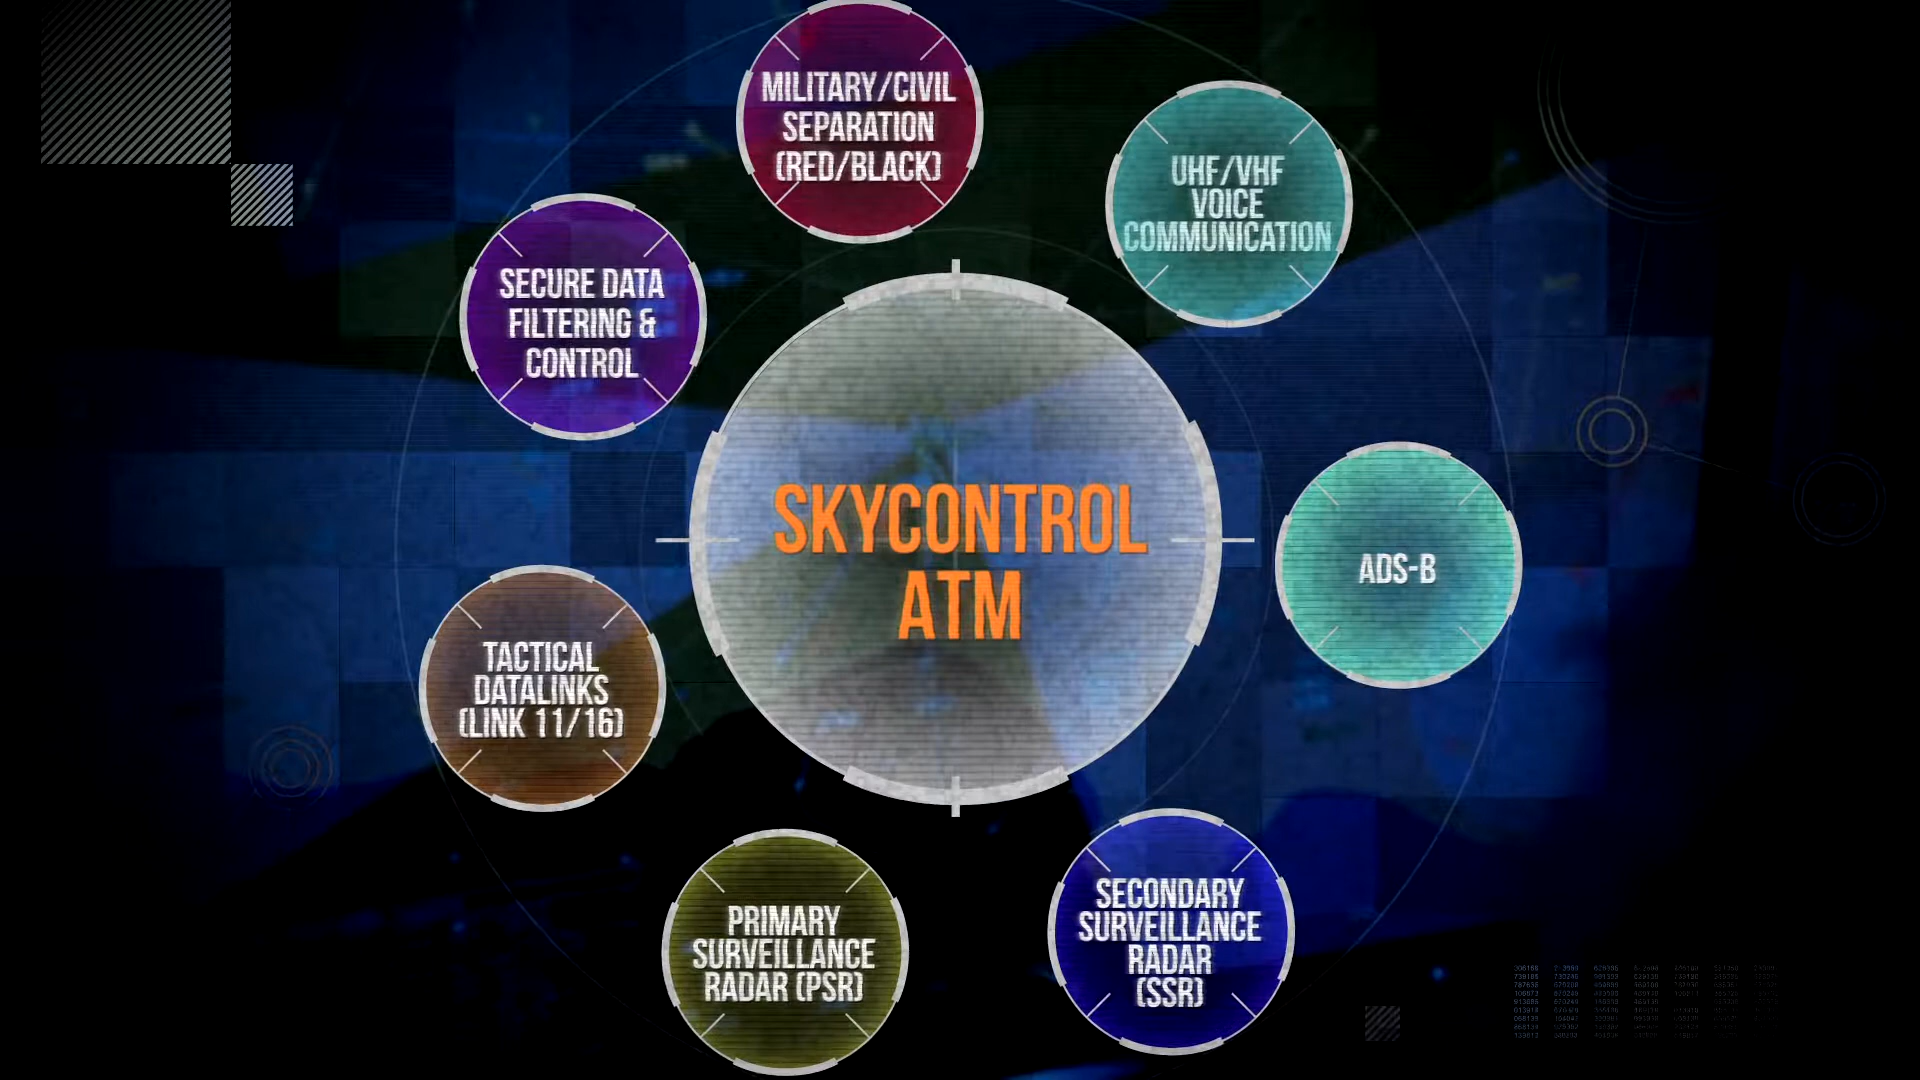 MILITARY/CIVIL
SEPARATION
(RED/BLACK)
UHF/VHF
VOICE
COMMUNICATION
SECURE DATA
FILTERING &
CONTROL
SKYCONTROL
ATM
ADS-B
TACTICAL
DATALINKS
(LINK 11/16)
PRIMARY
SURVEILLANCE
RADAR (PSR)
SECONDARY
SURVEILLANCE
RADAR
(SSR)